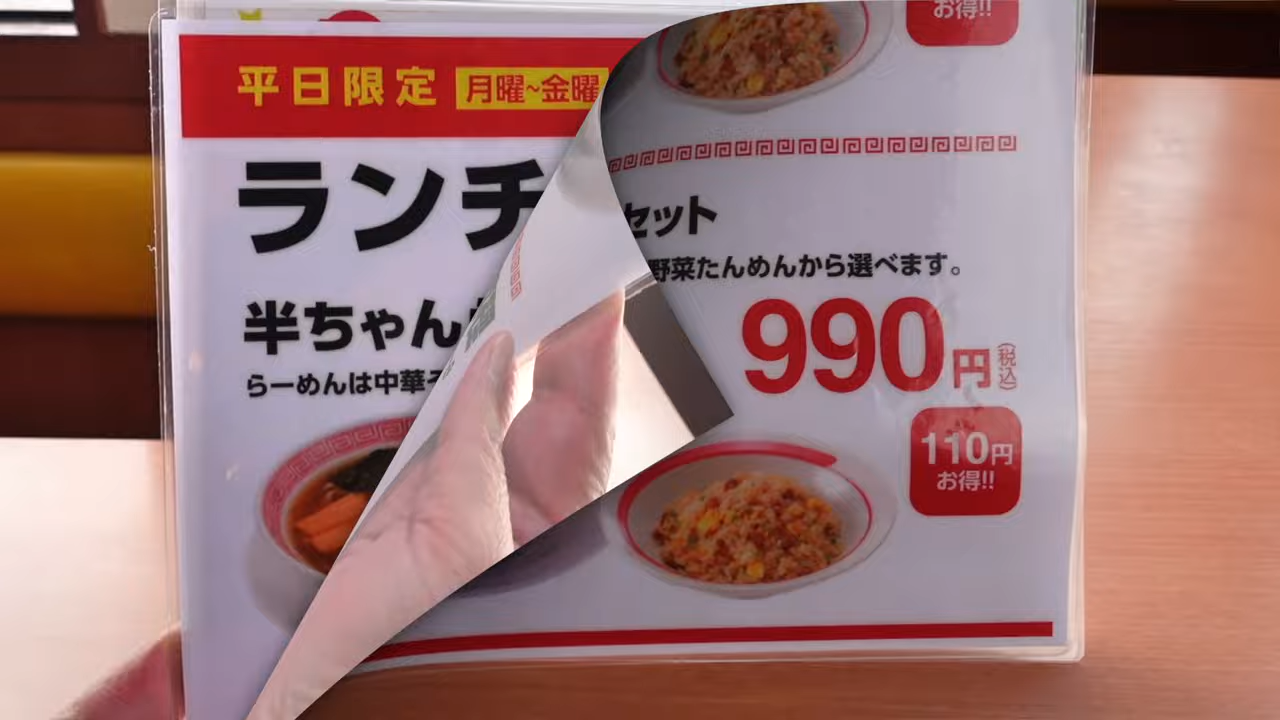 平日限定 月曜~金曜
ランチ
半ちゃん
らーめんは中華そ
お得!!
セット
野菜たんめんから選べます。
990円(税込)
110円
お得!!